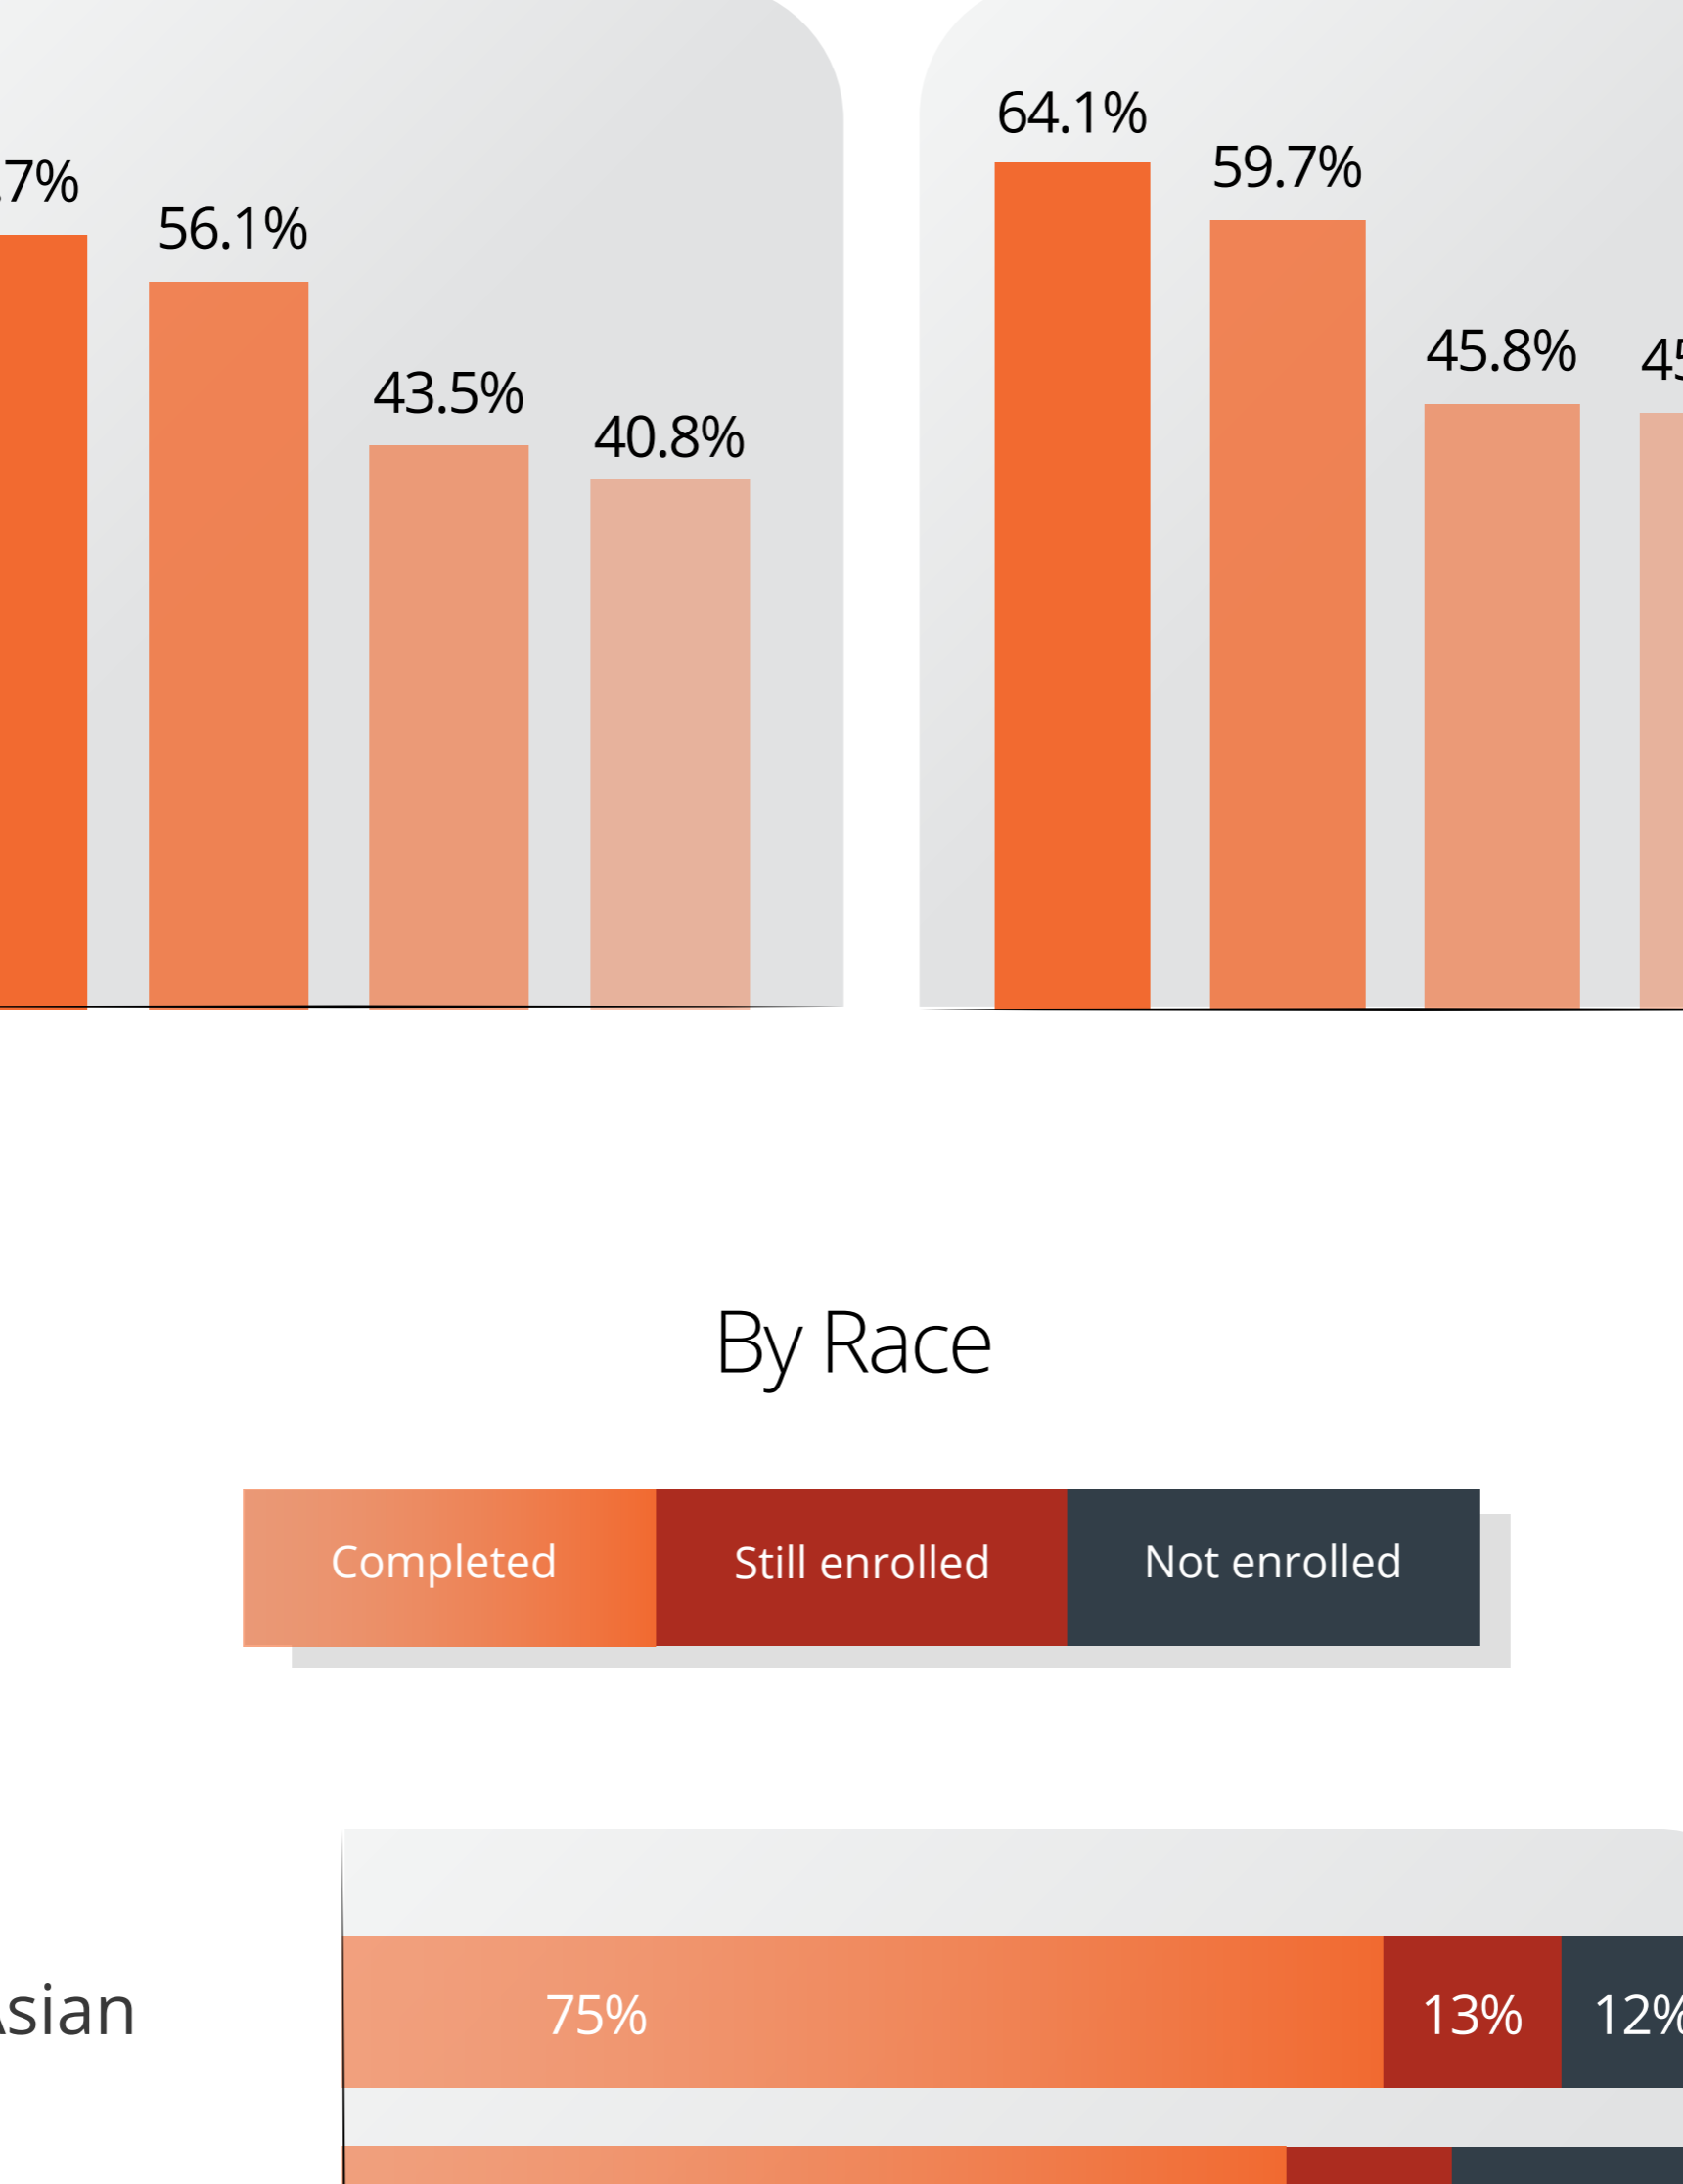 56.1%
43.5%
40.8%
64.1%
59.7%
45.8%
By Race
Completed
Still enrolled
Not enrolled
75%
13%
12%